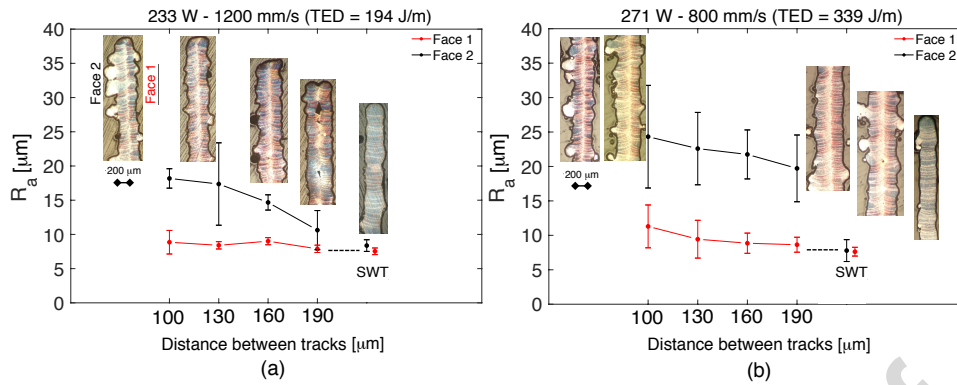 233 W - 1200 mm/s (TED = 194 J/m)
40
35
30
25
20
15
10
5
0
R_a [μm]
Face 1
Face 2
Face 2
Face 1
200 μm
SWT
100 130 160 190
Distance between tracks [μm]
(a)
271 W - 800 mm/s (TED = 339 J/m)
40
35
30
25
20
15
10
5
0
R_a [μm]
Face 1
Face 2
200 μm
SWT
100 130 160 190
Distance between tracks [μm]
(b)